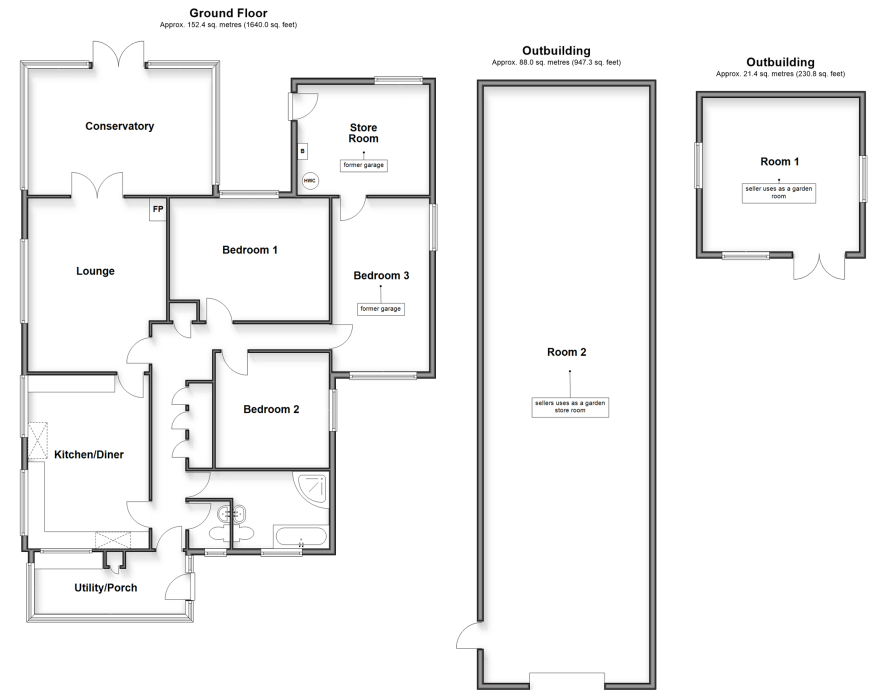 Ground Floor
Approx. 152.4 sq. metres (1640.0 sq. feet)
Conservatory
Store
Room
former garage
B
HWC
FP
Lounge
Bedroom 1
Bedroom 3
former garage
Bedroom 2
Kitchen/Diner
Utility/Porch
Outbuilding
Approx. 88.0 sq. metres (947.3 sq. feet)
Room 2
sellers uses as a garden
store room
Outbuilding
Approx. 21.4 sq. metres (230.8 sq. feet)
Room 1
seller uses as a garden
room